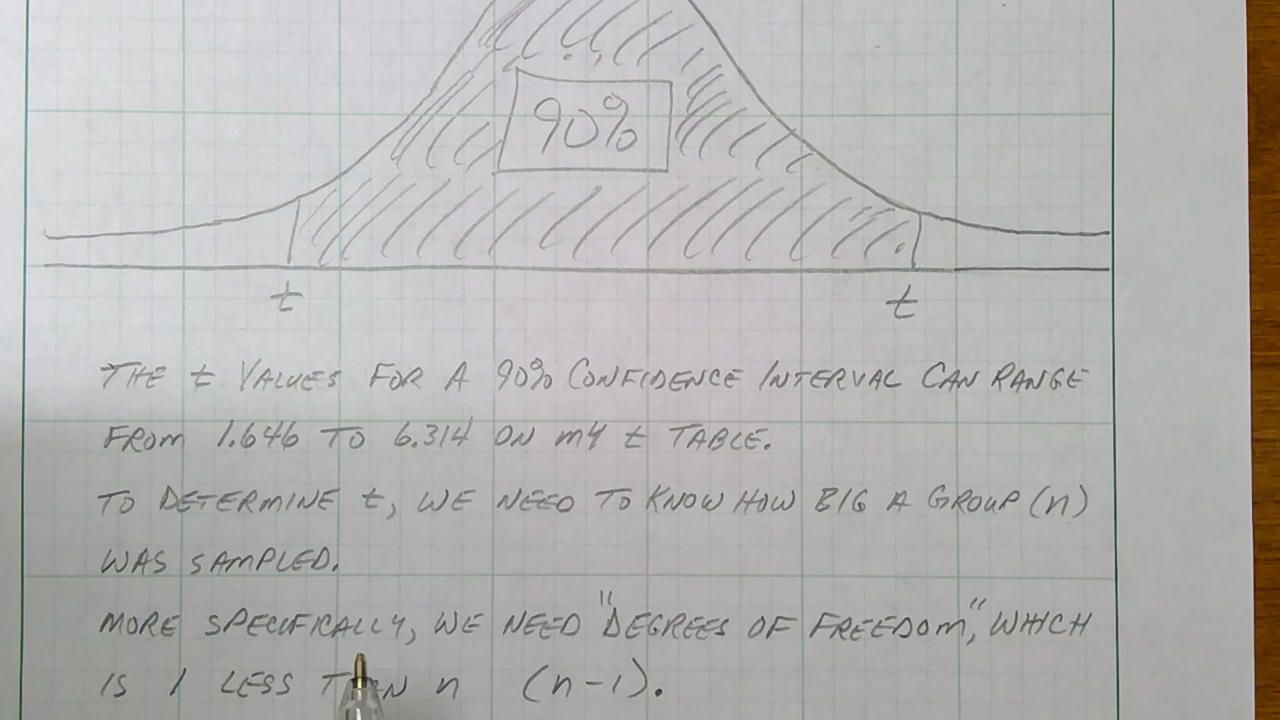 90%
t t
THE t VALUES FOR A 90% CONFIDENCE INTERVAL CAN RANGE
FROM 1.646 TO 6.314 ON MY t TABLE.
TO DETERMINE t, WE NEED TO KNOW HOW BIG A GROUP (n)
WAS SAMPLED.
MORE SPECIFICALLY, WE NEED "DEGREES OF FREEDOM," WHICH
IS 1 LESS THAN n (n-1).